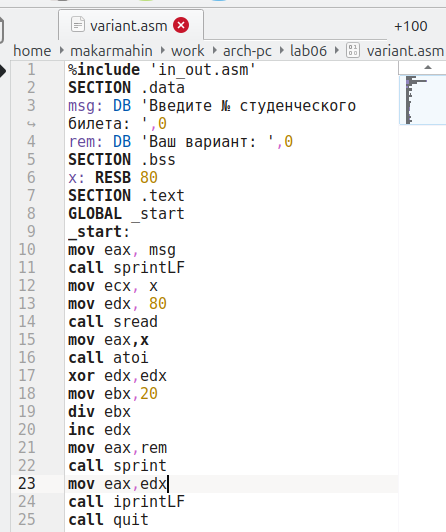 variant.asm
+100
home makarmahin work arch-pc lab06 variant.asm
1 %include 'in_out.asm'
2 SECTION .data
3 msg: DB 'Введите № студенческого
билета: ',0
4 rem: DB 'Ваш вариант: ',0
5 SECTION .bss
6 x: RESB 80
7 SECTION .text
8 GLOBAL _start
9 _start:
10 mov eax, msg
11 call sprintLF
12 mov ecx, x
13 mov edx, 80
14 call sread
15 mov eax,x
16 call atoi
17 xor edx,edx
18 mov ebx,20
19 div ebx
20 inc edx
21 mov eax,rem
22 call sprint
23 mov eax,edx
24 call iprintLF
25 call quit